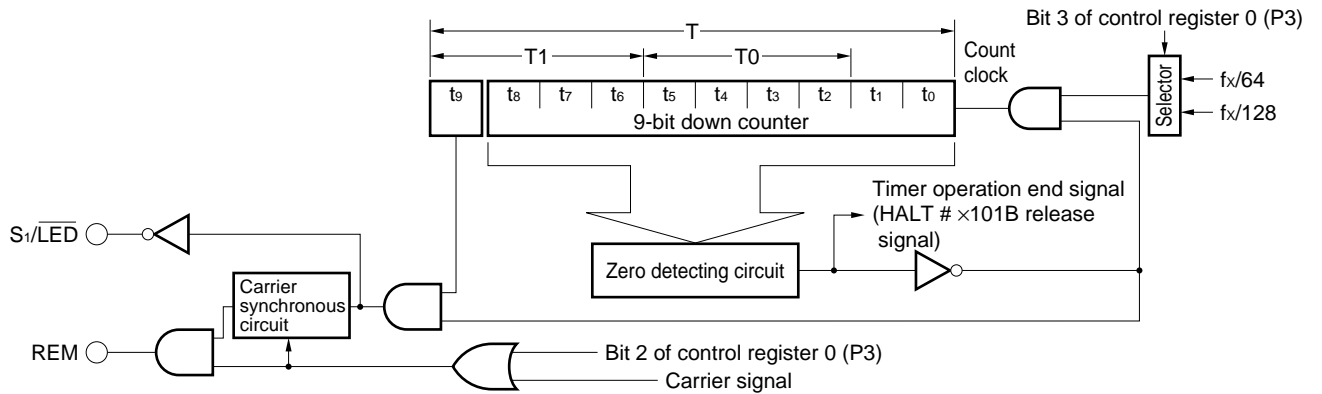 Bit 3 of control register 0 (P3)
T
T1
T0
Count
clock
t9
t8
t7
t6
t5
t4
t3
t2
t1
t0
9-bit down counter
Selector
fX/64
fX/128
Timer operation end signal
(HALT # ×101B release
signal)
S1/LED
Zero detecting circuit
Carrier
synchronous
circuit
REM
Bit 2 of control register 0 (P3)
Carrier signal